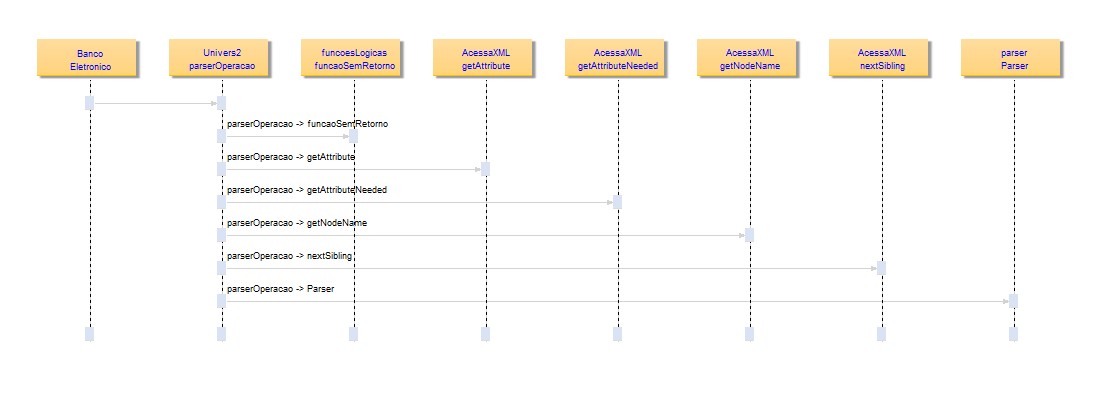 Banco
Eletronico
Univers2
parserOperacao
funcoesLogicas
funcaoSemRetorno
AcessaXML
getAttribute
AcessaXML
getAttributeNeeded
AcessaXML
getNodeName
AcessaXML
nextSibling
parser
Parser
parserOperacao -> funcaoSemRetorno
parserOperacao -> getAttribute
parserOperacao -> getAttributeNeeded
parserOperacao -> getNodeName
parserOperacao -> nextSibling
parserOperacao -> Parser